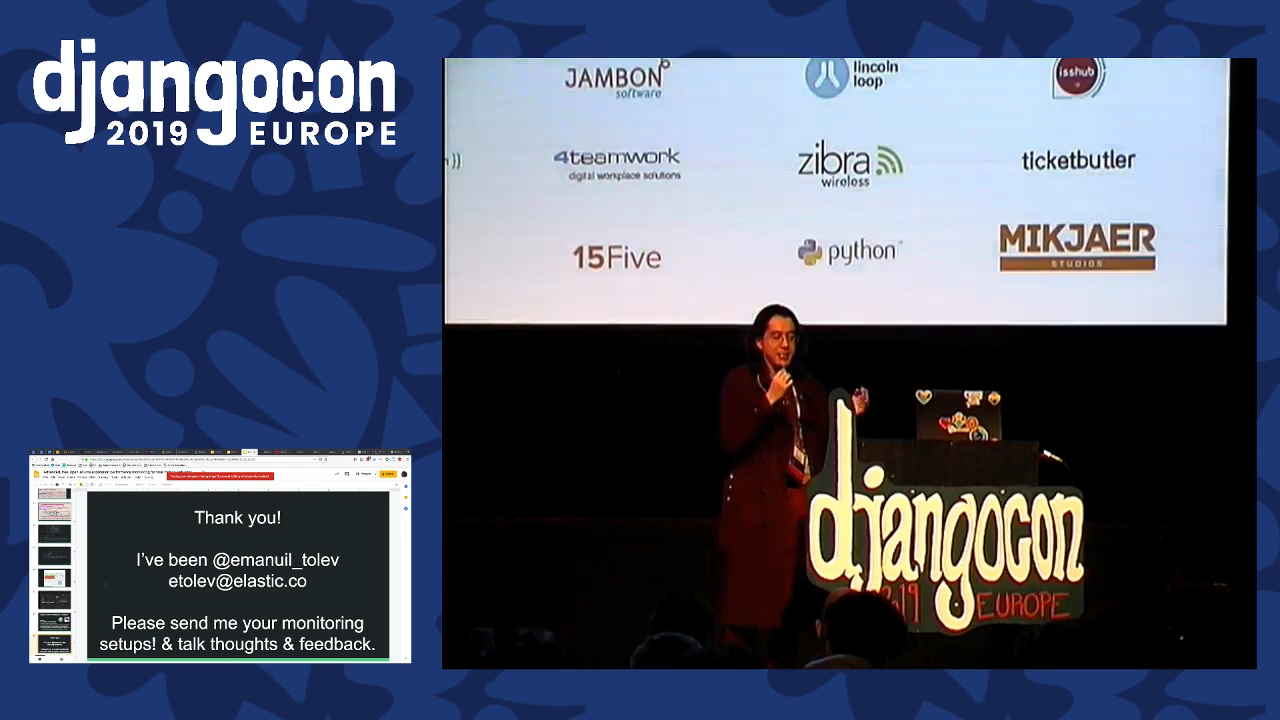 djangocon
2019 EUROPE
JAMBON
software
lincoln
loop
isshub
4teamwork
digital workplace solutions
zibra
wireless
ticketbutler
15Five
python
MIKJAER
STUDIOS
Thank you!
I've been @emanuil_tolev
etolev@elastic.co
Please send me your monitoring
setups! & talk thoughts & feedback.
djangocon
2019 EUROPE